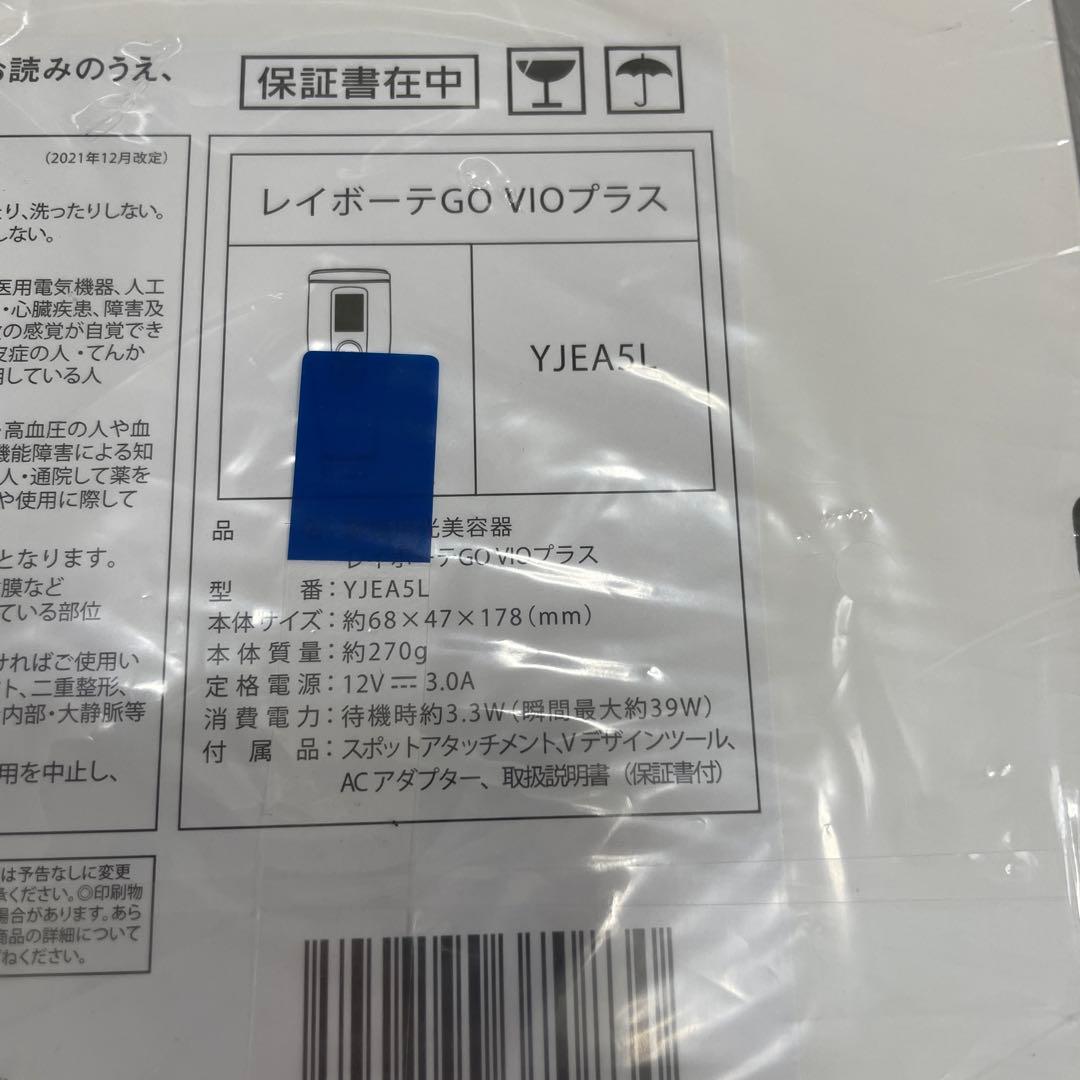 お読みのうえ、
保証書在中
(2021年12月改定)
り、洗ったりしない。
しない。
医用電気機器、人工
・心臓疾患、障害及
の感覚が自覚でき
皮症の人・てんか
用している人
高血圧の人や血
機能障害による知
人・通院して薬を
や使用に際して
となります。
膜など
ている部位
ければご使用い
ト、二重整形、
内部・大静脈等
用を中止し、
は予告なしに変更
承ください。◎印刷物
場合があります。あら
商品の詳細について
ねください。
レイボーテGO VIOプラス
YJEA5L
品 光美容器
レイボーテGO VIOプラス
型番:YJEA5L
本体サイズ:約68×47×178(mm)
本体質量:約270g
定格電源:12V⎓3.0A
消費電力:待機時約3.3W(瞬間最大約39W)
付属品:スポットアタッチメント、Vデザインツール、
ACアダプター、取扱説明書(保証書付)